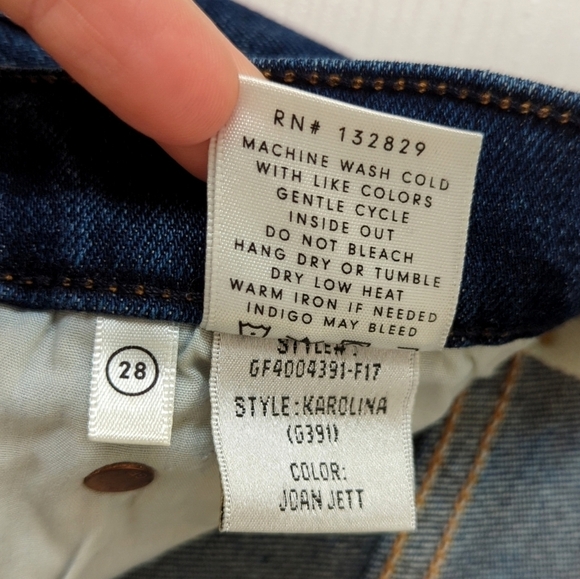 RN# 132829
MACHINE WASH COLD
WITH LIKE COLORS
GENTLE CYCLE
INSIDE OUT
DO NOT BLEACH
HANG DRY OR TUMBLE
DRY LOW HEAT
WARM IRON IF NEEDED
INDIGO MAY BLEED
28
STYLE#:
GF4004391-F17
STYLE:KAROLINA
(G391)
COLOR:
JOAN JETT